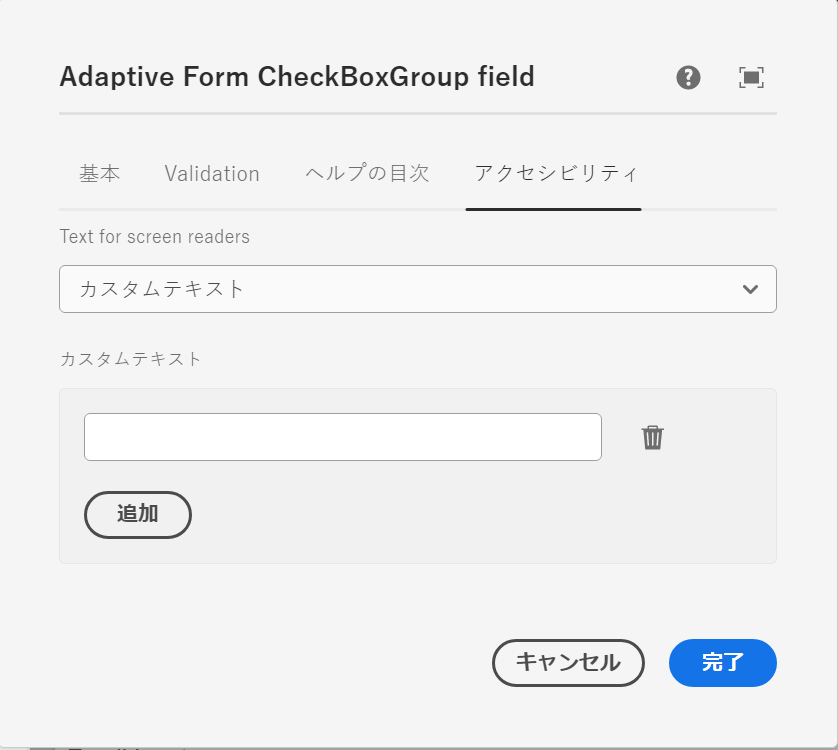 Adaptive Form CheckBoxGroup field
基本 Validation ヘルプの目次 アクセシビリティ
Text for screen readers
カスタムテキスト
カスタムテキスト
追加
キャンセル 完了